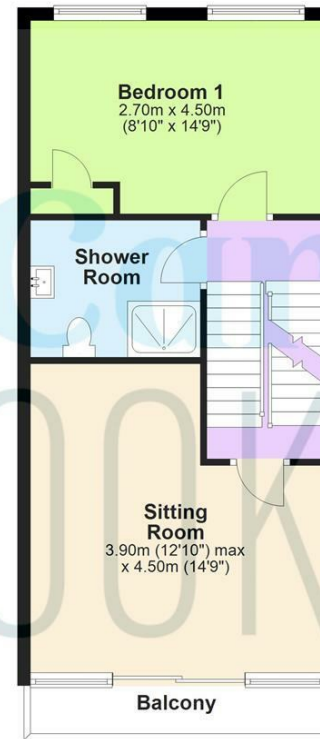 Bedroom 1
2.70m x 4.50m
(8'10" x 14'9")
Shower
Room
Sitting
Room
3.90m (12'10") max
x 4.50m (14'9")
Balcony